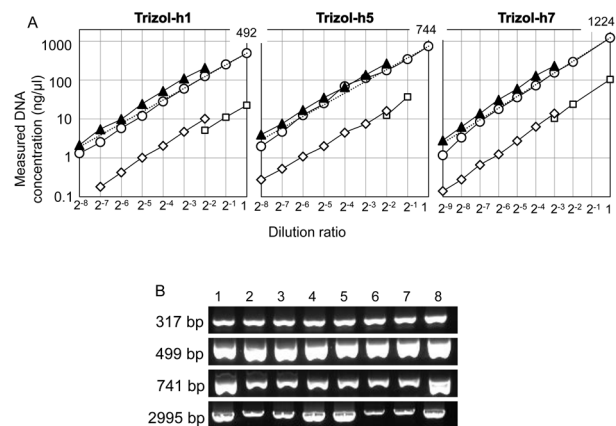 A
Trizol-h1
Trizol-h5
Trizol-h7
492
744
1224
Measured DNA
concentration (ng/µl)
1000
100
10
1
0.1
2-8 2-7 2-6 2-5 2-4 2-3 2-2 2-1 1
2-8 2-7 2-6 2-5 2-4 2-3 2-2 2-1 1
2-9 2-8 2-7 2-6 2-5 2-4 2-3 2-2 2-1 1
Dilution ratio
B
1 2 3 4 5 6 7 8
317 bp
499 bp
741 bp
2995 bp